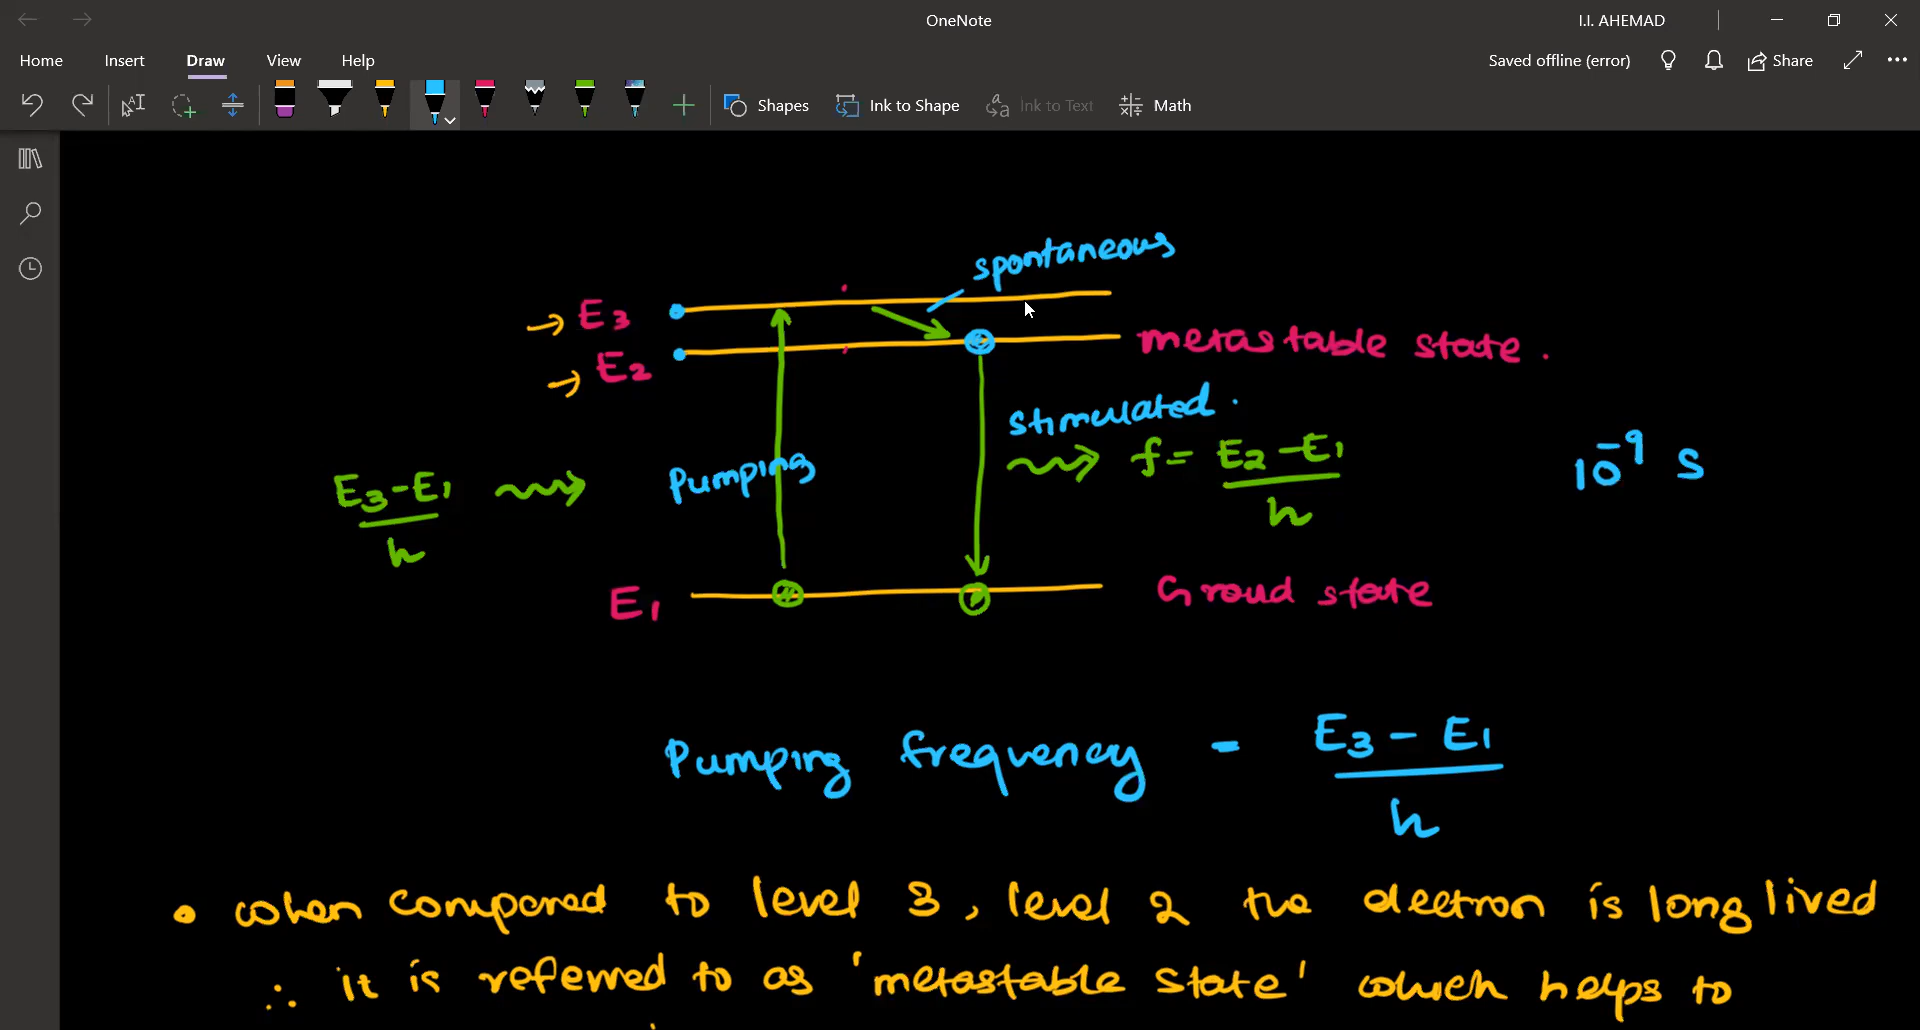 OneNote
I.I. AHEMAD
Home Insert Draw View Help
Saved offline (error) Share
Shapes Ink to Shape Ink to Text Math
spontaneous
→ E3
→ E2
metastable state .
stimulated .
f = E2 - E1 / h
10^-9 s
E3 - E1 / h
Pumping
E1
Groud state
Pumping frequency - E3 - E1 / h
• when compared to level 3 , level 2 the electron is long lived
∴ it is referred to as 'metastable state' which helps to